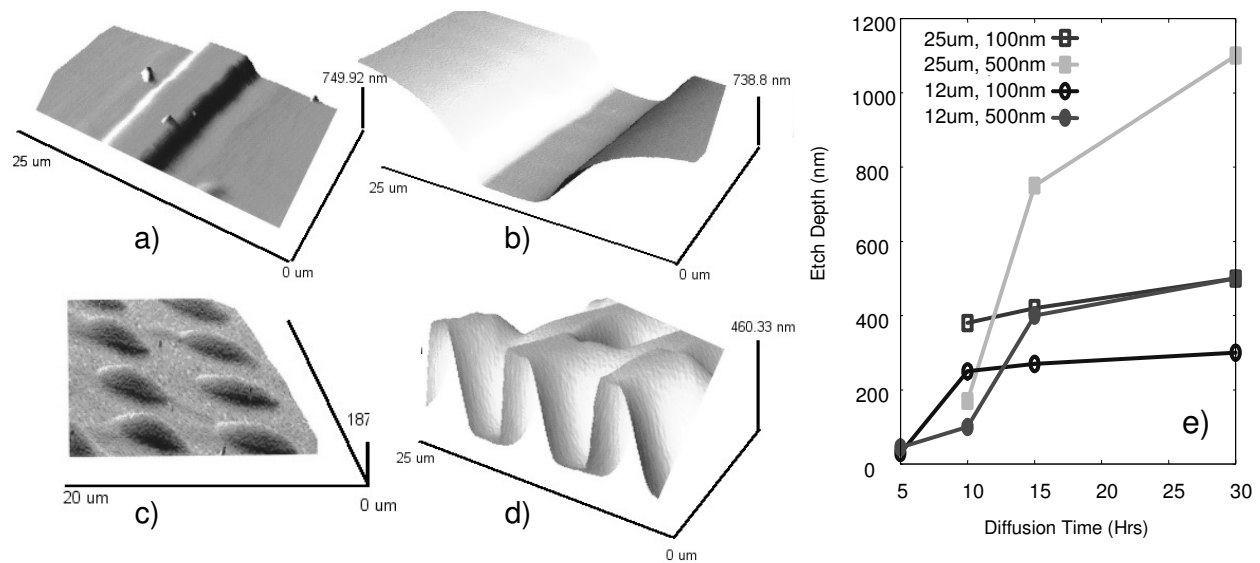 749.92 nm
25 um
0 um
a)
738.8 nm
25 um
0 um
b)
187
20 um
0 um
c)
460.33 nm
25 um
0 um
d)
25um, 100nm
25um, 500nm
12um, 100nm
12um, 500nm
1200
1000
800
600
400
200
0
Etch Depth (nm)
5
10
15
20
25
30
Diffusion Time (Hrs)
e)